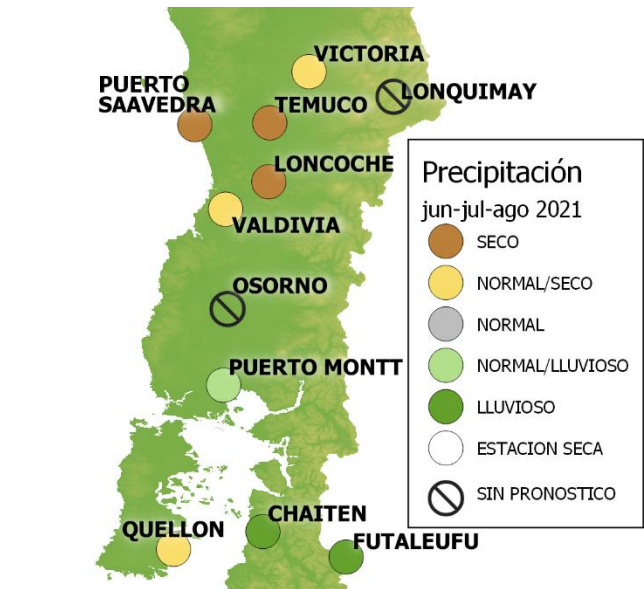 VICTORIA
PUERTO
SAAVEDRA
TEMUCO
LONQUIMAY
LONCOCHE
VALDIVIA
OSORNO
PUERTO MONTT
QUELLON
CHAITEN
FUTALEUFU
Precipitación
jun-jul-ago 2021
SECO
NORMAL/SECO
NORMAL
NORMAL/LLUVIOSO
LLUVIOSO
ESTACION SECA
SIN PRONOSTICO